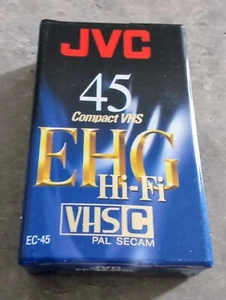 JVC
45
Compact VHS
EHG
Hi-Fi
VHS C
EC-45
PAL SECAM